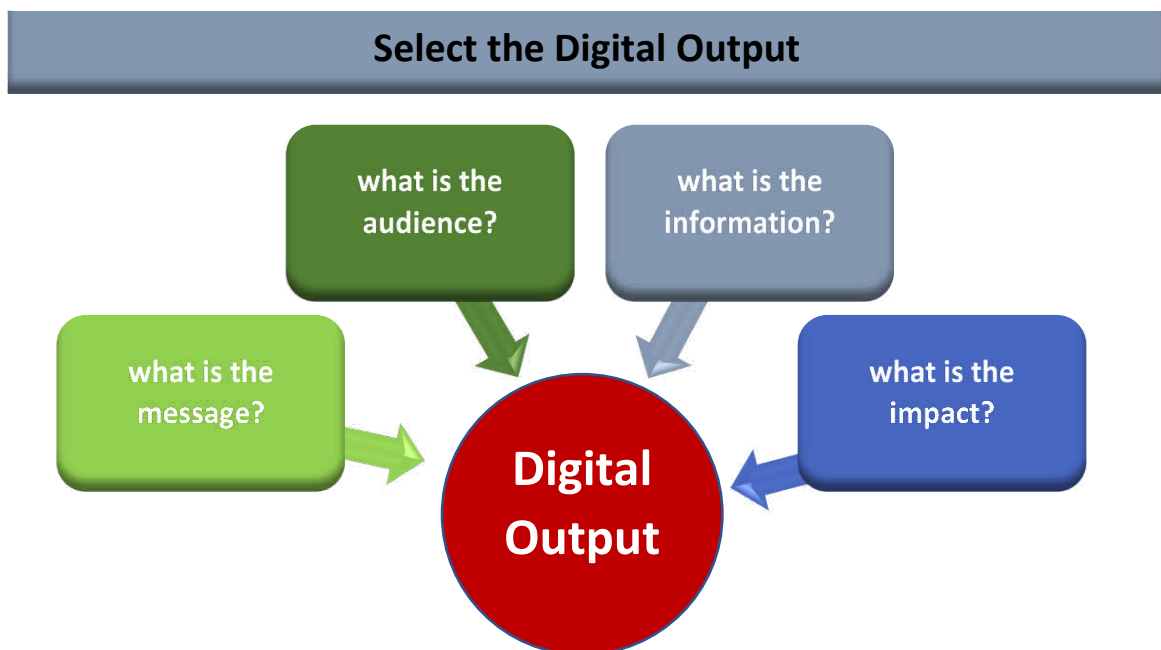 Select the Digital Output
what is the
audience?
what is the
information?
what is the
message?
what is the
impact?
Digital
Output